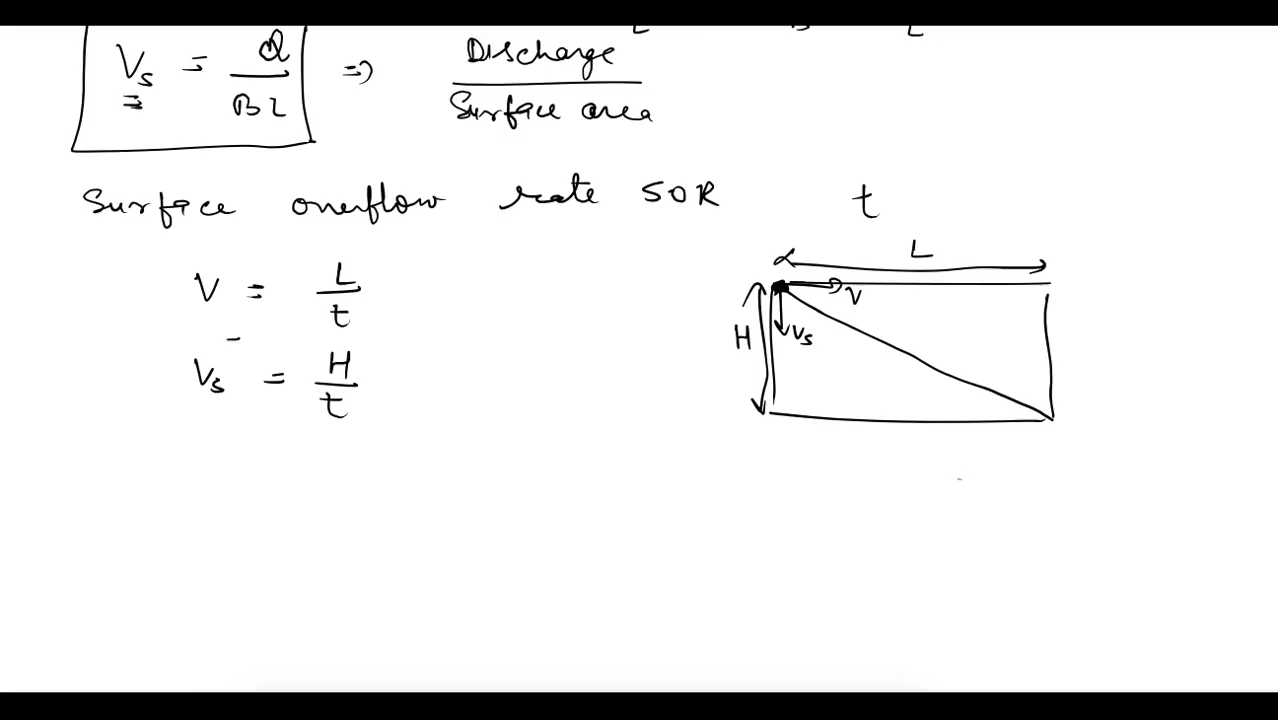 Vs = Q / BL => Discharge / Surface area
Surface overflow rate SOR
t
V = L / t
Vs = H / t
L
V
H
Vs